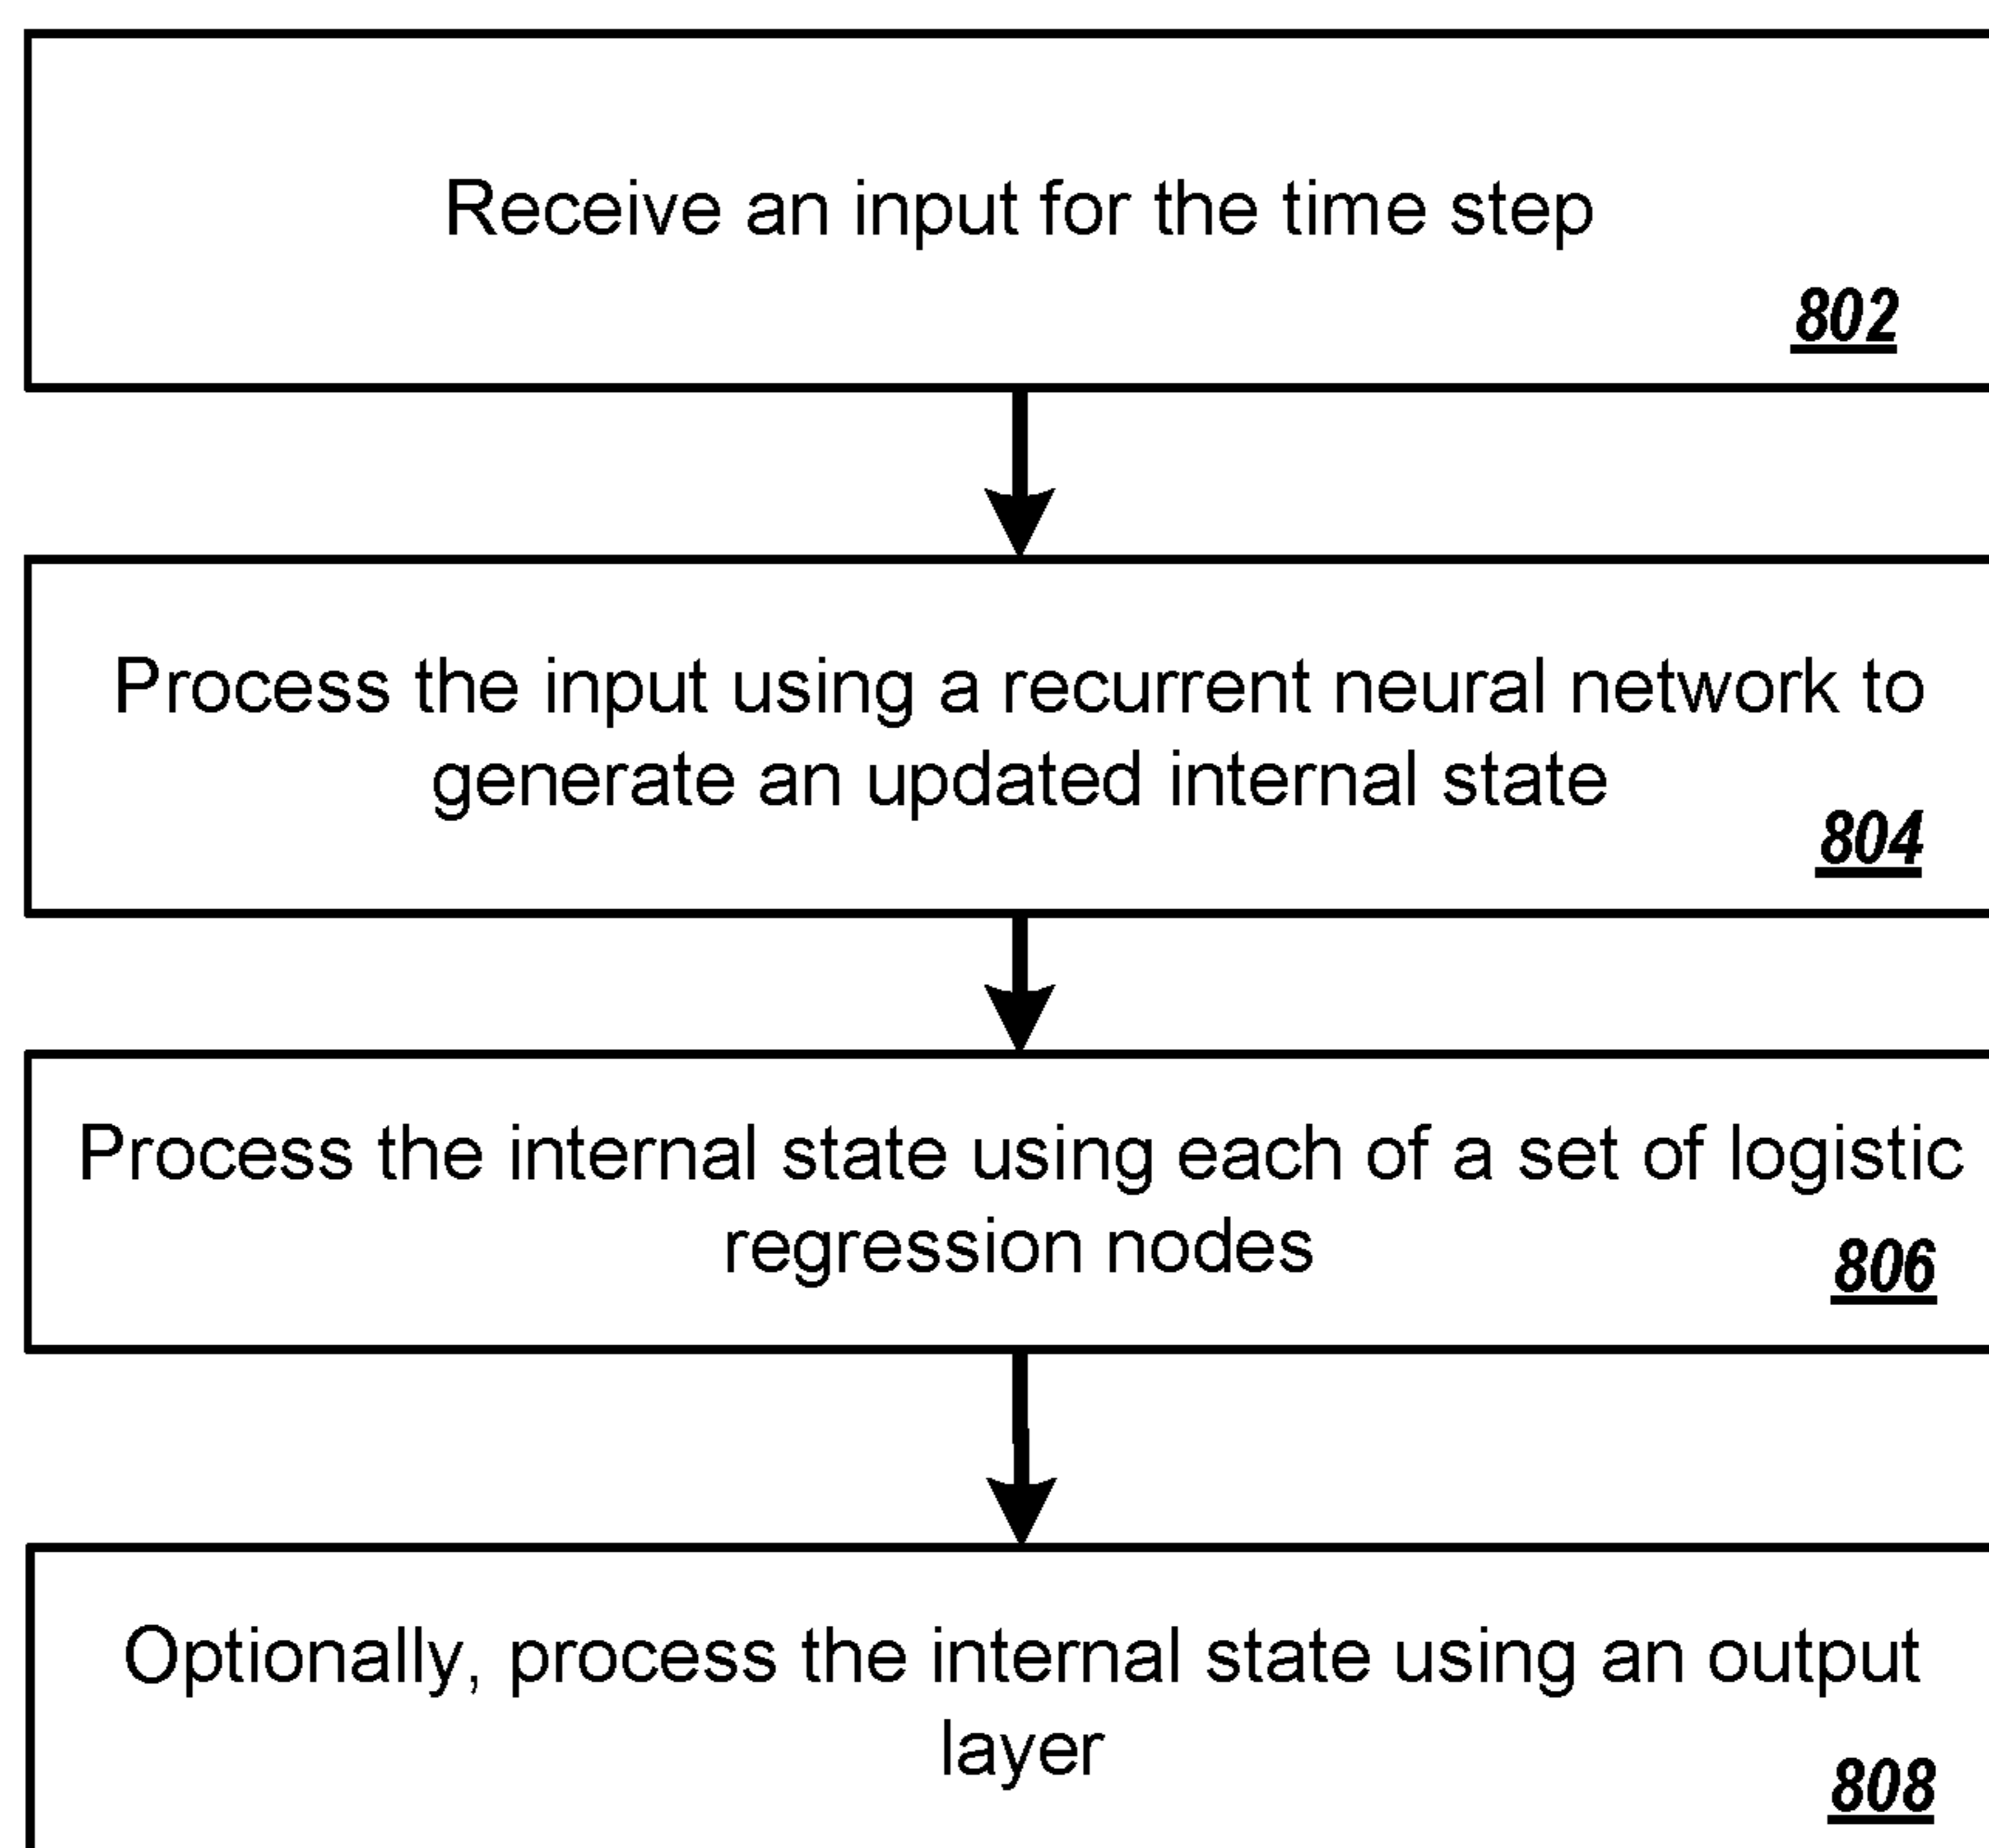 Receive an input for the time step
802
Process the input using a recurrent neural network to
generate an updated internal state
804
Process the internal state using each of a set of logistic
regression nodes
806
Optionally, process the internal state using an output
layer
808